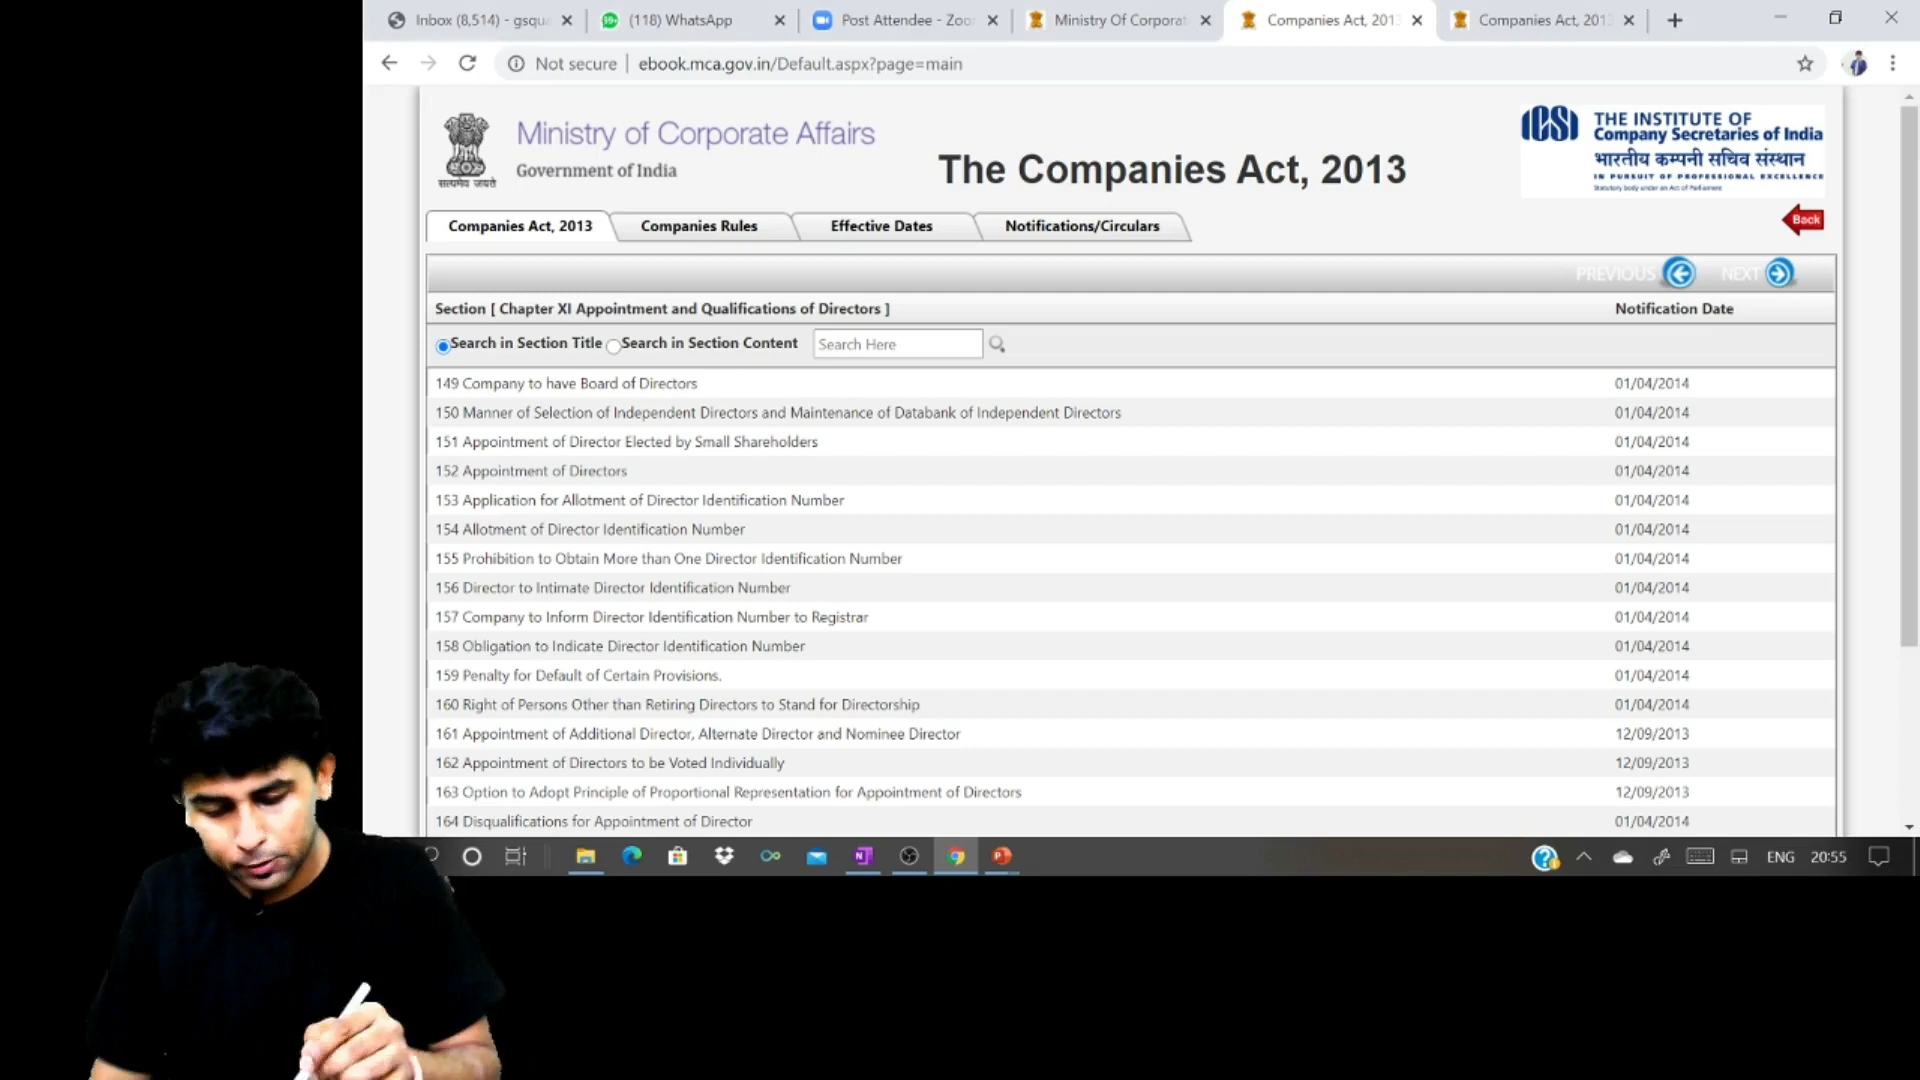 Inbox (8,514) - gsqua
(118) WhatsApp
Post Attendee - Zoo
Ministry Of Corporat
Companies Act, 2013
Companies Act, 2013
Not secure | ebook.mca.gov.in/Default.aspx?page=main
सत्यमेव जयते
Ministry of Corporate Affairs
Government of India
The Companies Act, 2013
ICSI
THE INSTITUTE OF
Company Secretaries of India
भारतीय कम्पनी सचिव संस्थान
IN PURSUIT OF PROFESSIONAL EXCELLENCE
Statutory body under an Act of Parliament
Companies Act, 2013
Companies Rules
Effective Dates
Notifications/Circulars
Back
PREVIOUS
NEXT
Section [ Chapter XI Appointment and Qualifications of Directors ] Notification Date
Search in Section Title Search in Section Content Search Here
149 Company to have Board of Directors 01/04/2014
150 Manner of Selection of Independent Directors and Maintenance of Databank of Independent Directors 01/04/2014
151 Appointment of Director Elected by Small Shareholders 01/04/2014
152 Appointment of Directors 01/04/2014
153 Application for Allotment of Director Identification Number 01/04/2014
154 Allotment of Director Identification Number 01/04/2014
155 Prohibition to Obtain More than One Director Identification Number 01/04/2014
156 Director to Intimate Director Identification Number 01/04/2014
157 Company to Inform Director Identification Number to Registrar 01/04/2014
158 Obligation to Indicate Director Identification Number 01/04/2014
159 Penalty for Default of Certain Provisions. 01/04/2014
160 Right of Persons Other than Retiring Directors to Stand for Directorship 01/04/2014
161 Appointment of Additional Director, Alternate Director and Nominee Director 12/09/2013
162 Appointment of Directors to be Voted Individually 12/09/2013
163 Option to Adopt Principle of Proportional Representation for Appointment of Directors 12/09/2013
164 Disqualifications for Appointment of Director 01/04/2014
ENG 20:55